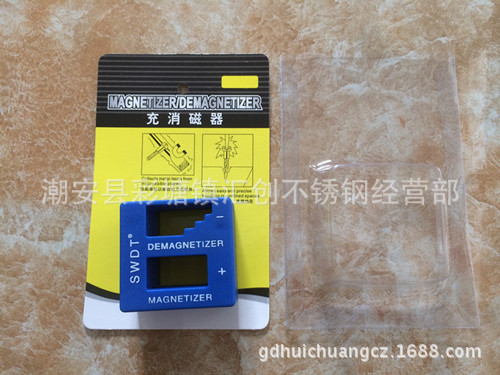 MAGNETIZER/DEMAGNETIZER
充消磁器
潮安县彩塘镇汇创不锈钢经营部
SWDT®
DEMAGNETIZER
−
+
MAGNETIZER
gdhuichuangcz.1688.com